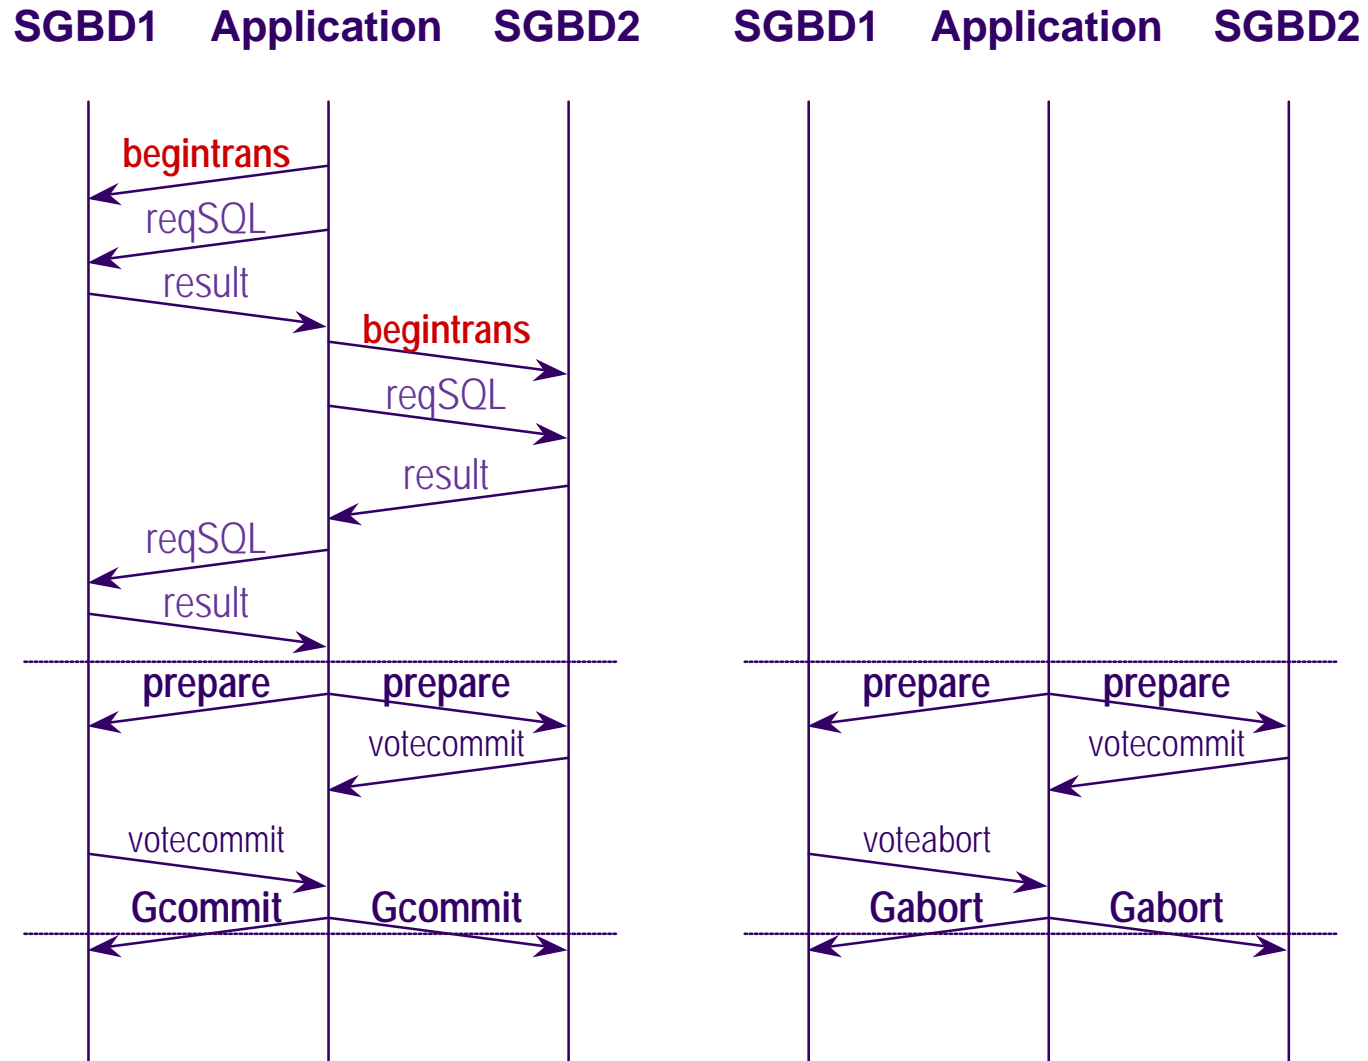 SGBD1 Application SGBD2 SGBD1 Application SGBD2
begintrans
reqSQL
result
begintrans
reqSQL
result
reqSQL
result
prepare prepare prepare prepare
votecommit votecommit
votecommit voteabort
Gcommit Gcommit Gabort Gabort